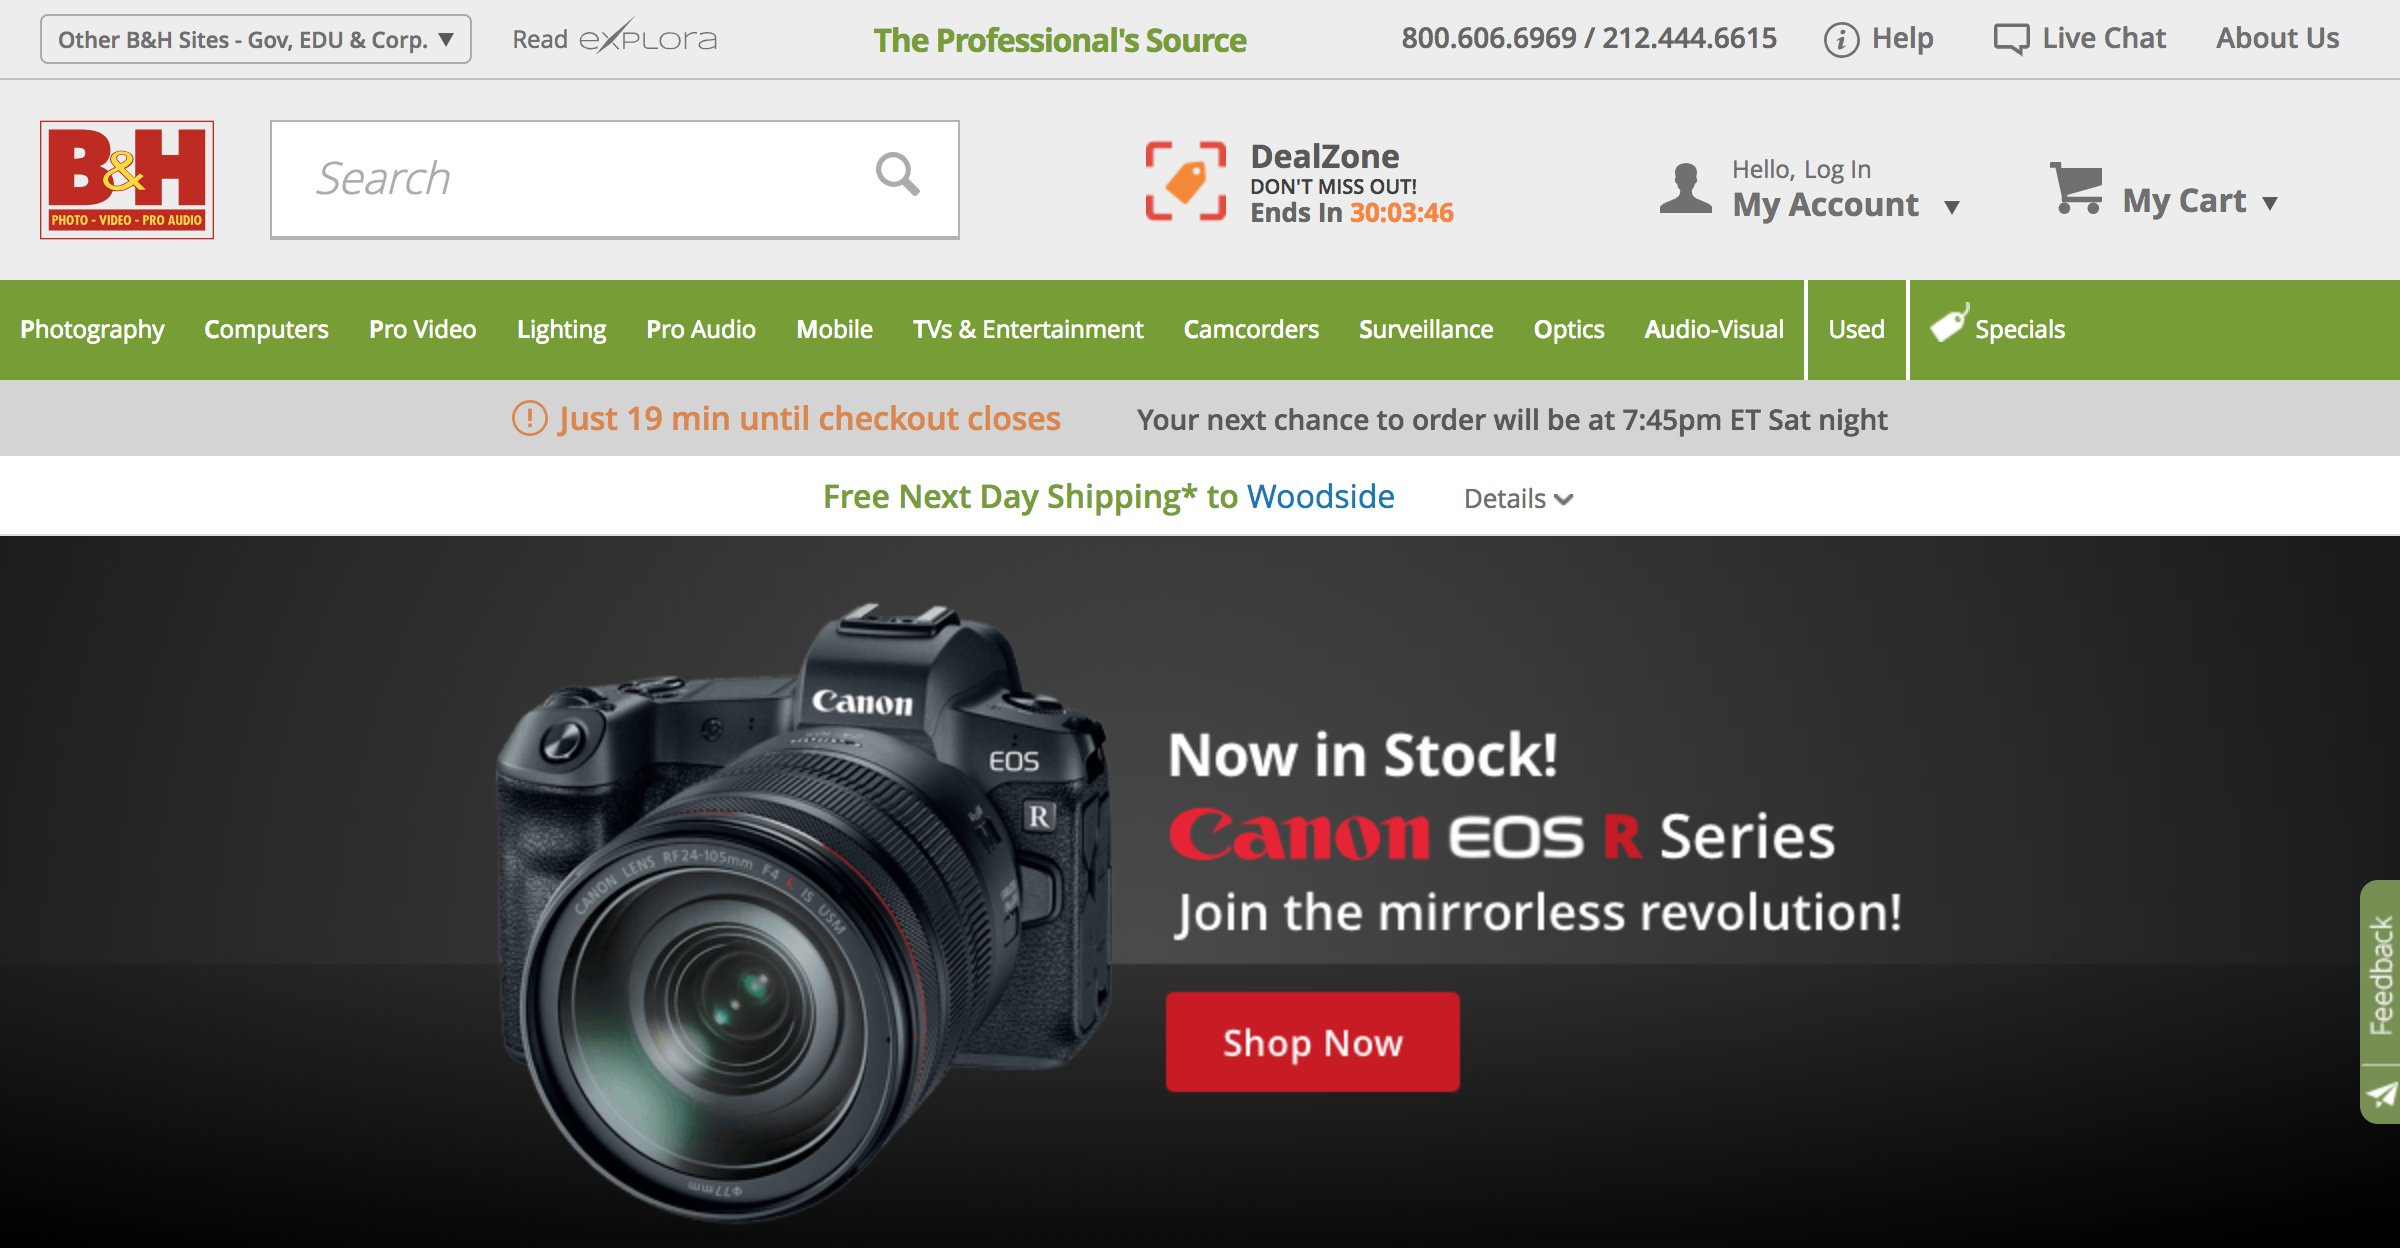 Other B&H Sites - Gov, EDU & Corp.
Read eXPLORA
The Professional's Source
800.606.6969 / 212.444.6615
Help
Live Chat
About Us
B&H
PHOTO - VIDEO - PRO AUDIO
Search
DealZone
DON'T MISS OUT!
Ends In 30:03:46
Hello, Log In
My Account
My Cart
Photography Computers Pro Video Lighting Pro Audio Mobile TVs & Entertainment Camcorders Surveillance Optics Audio-Visual Used Specials
Just 19 min until checkout closes
Your next chance to order will be at 7:45pm ET Sat night
Free Next Day Shipping* to Woodside
Details
Canon
EOS
R
CANON LENS RF24-105mm F4 L IS USM
Φ77mm
Now in Stock!
Canon EOS R Series
Join the mirrorless revolution!
Shop Now
Feedback